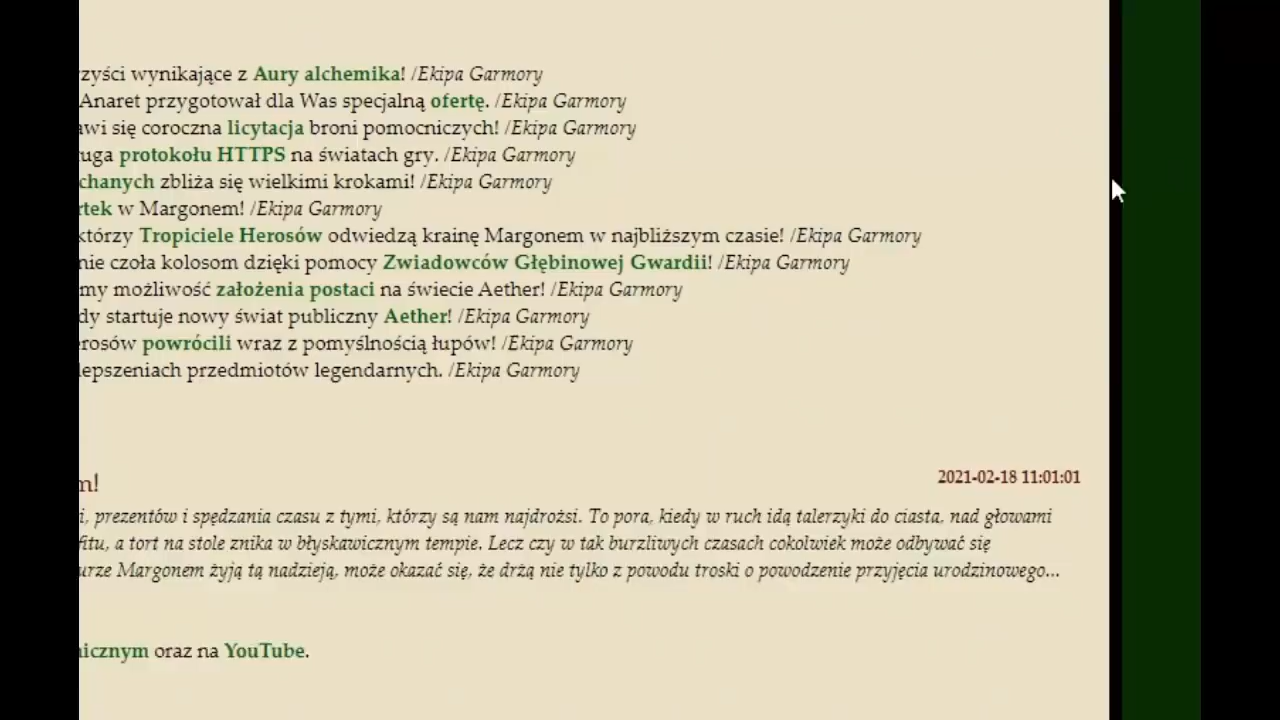 zyści wynikające z Aury alchemika! /Ekipa Garmory
Anaret przygotował dla Was specjalną ofertę. /Ekipa Garmory
awi się coroczna licytacja broni pomocniczych! /Ekipa Garmory
uga protokołu HTTPS na światach gry. /Ekipa Garmory
chanych zbliża się wielkimi krokami! /Ekipa Garmory
rtek w Margonem! /Ekipa Garmory
którzy Tropiciele Herosów odwiedzą krainę Margonem w najbliższym czasie! /Ekipa Garmory
nie czoła kolosom dzięki pomocy Zwiadowców Głębinowej Gwardii! /Ekipa Garmory
my możliwość założenia postaci na świecie Aether! /Ekipa Garmory
dy startuje nowy świat publiczny Aether! /Ekipa Garmory
erosów powrócili wraz z pomyślnością łupów! /Ekipa Garmory
lepszeniach przedmiotów legendarnych. /Ekipa Garmory
m!
2021-02-18 11:01:01
i, prezentów i spędzania czasu z tymi, którzy są nam najdrożsi. To pora, kiedy w ruch idą talerzyki do ciasta, nad głowami
fitu, a tort na stole znika w błyskawicznym tempie. Lecz czy w tak burzliwych czasach cokolwiek może odbywać się
urze Margonem żyją tą nadzieją, może okazać się, że drżą nie tylko z powodu troski o powodzenie przyjęcia urodzinowego...
nicznym oraz na YouTube.